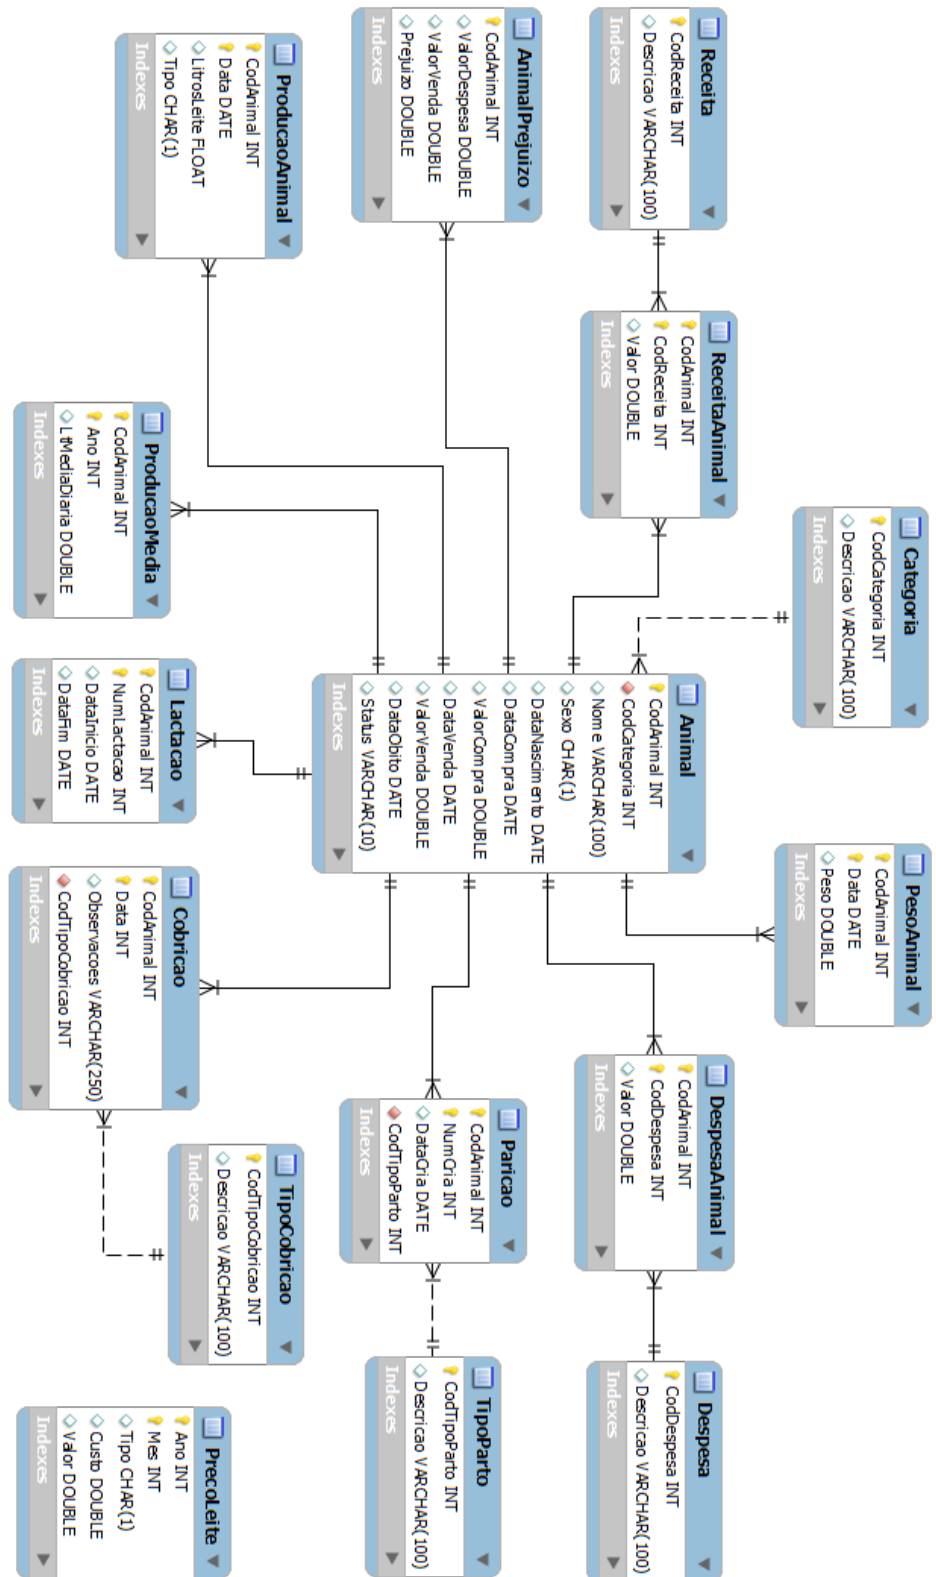 Categoria
CodCategoria INT
Descricao VARCHAR(100)
Indexes
PesoAnimal
CodAnimal INT
Data DATE
Peso DOUBLE
Indexes
Receita
CodReceita INT
Descricao VARCHAR(100)
Indexes
ReceitaAnimal
CodAnimal INT
CodReceita INT
Valor DOUBLE
Indexes
Animal
CodAnimal INT
CodCategoria INT
Nome VARCHAR(100)
Sexo CHAR(1)
DataNascimento DATE
DataCompra DATE
ValorCompra DOUBLE
DataVenda DATE
ValorVenda DOUBLE
DataObito DATE
Status VARCHAR(10)
Indexes
DespesaAnimal
CodAnimal INT
CodDespesa INT
Valor DOUBLE
Indexes
Despesa
CodDespesa INT
Descricao VARCHAR(100)
Indexes
AnimalPrejuizo
CodAnimal INT
ValorDespesa DOUBLE
ValorVenda DOUBLE
Prejuizo DOUBLE
Indexes
Paricao
CodAnimal INT
NumCria INT
DataCria DATE
CodTipoParto INT
Indexes
TipoParto
CodTipoParto INT
Descricao VARCHAR(100)
Indexes
ProducaoAnimal
CodAnimal INT
Data DATE
LitrosLeite FLOAT
Tipo CHAR(1)
Indexes
ProducaoMedia
CodAnimal INT
Ano INT
LtMediaDiaria DOUBLE
Indexes
Lactacao
CodAnimal INT
NumLactacao INT
DataInicio DATE
DataFim DATE
Indexes
Cobricao
CodAnimal INT
Data INT
Observacoes VARCHAR(250)
CodTipoCobricao INT
Indexes
TipoCobricao
CodTipoCobricao INT
Descricao VARCHAR(100)
Indexes
PrecoLeite
Ano INT
Mes INT
Tipo CHAR(1)
Custo DOUBLE
Valor DOUBLE
Indexes